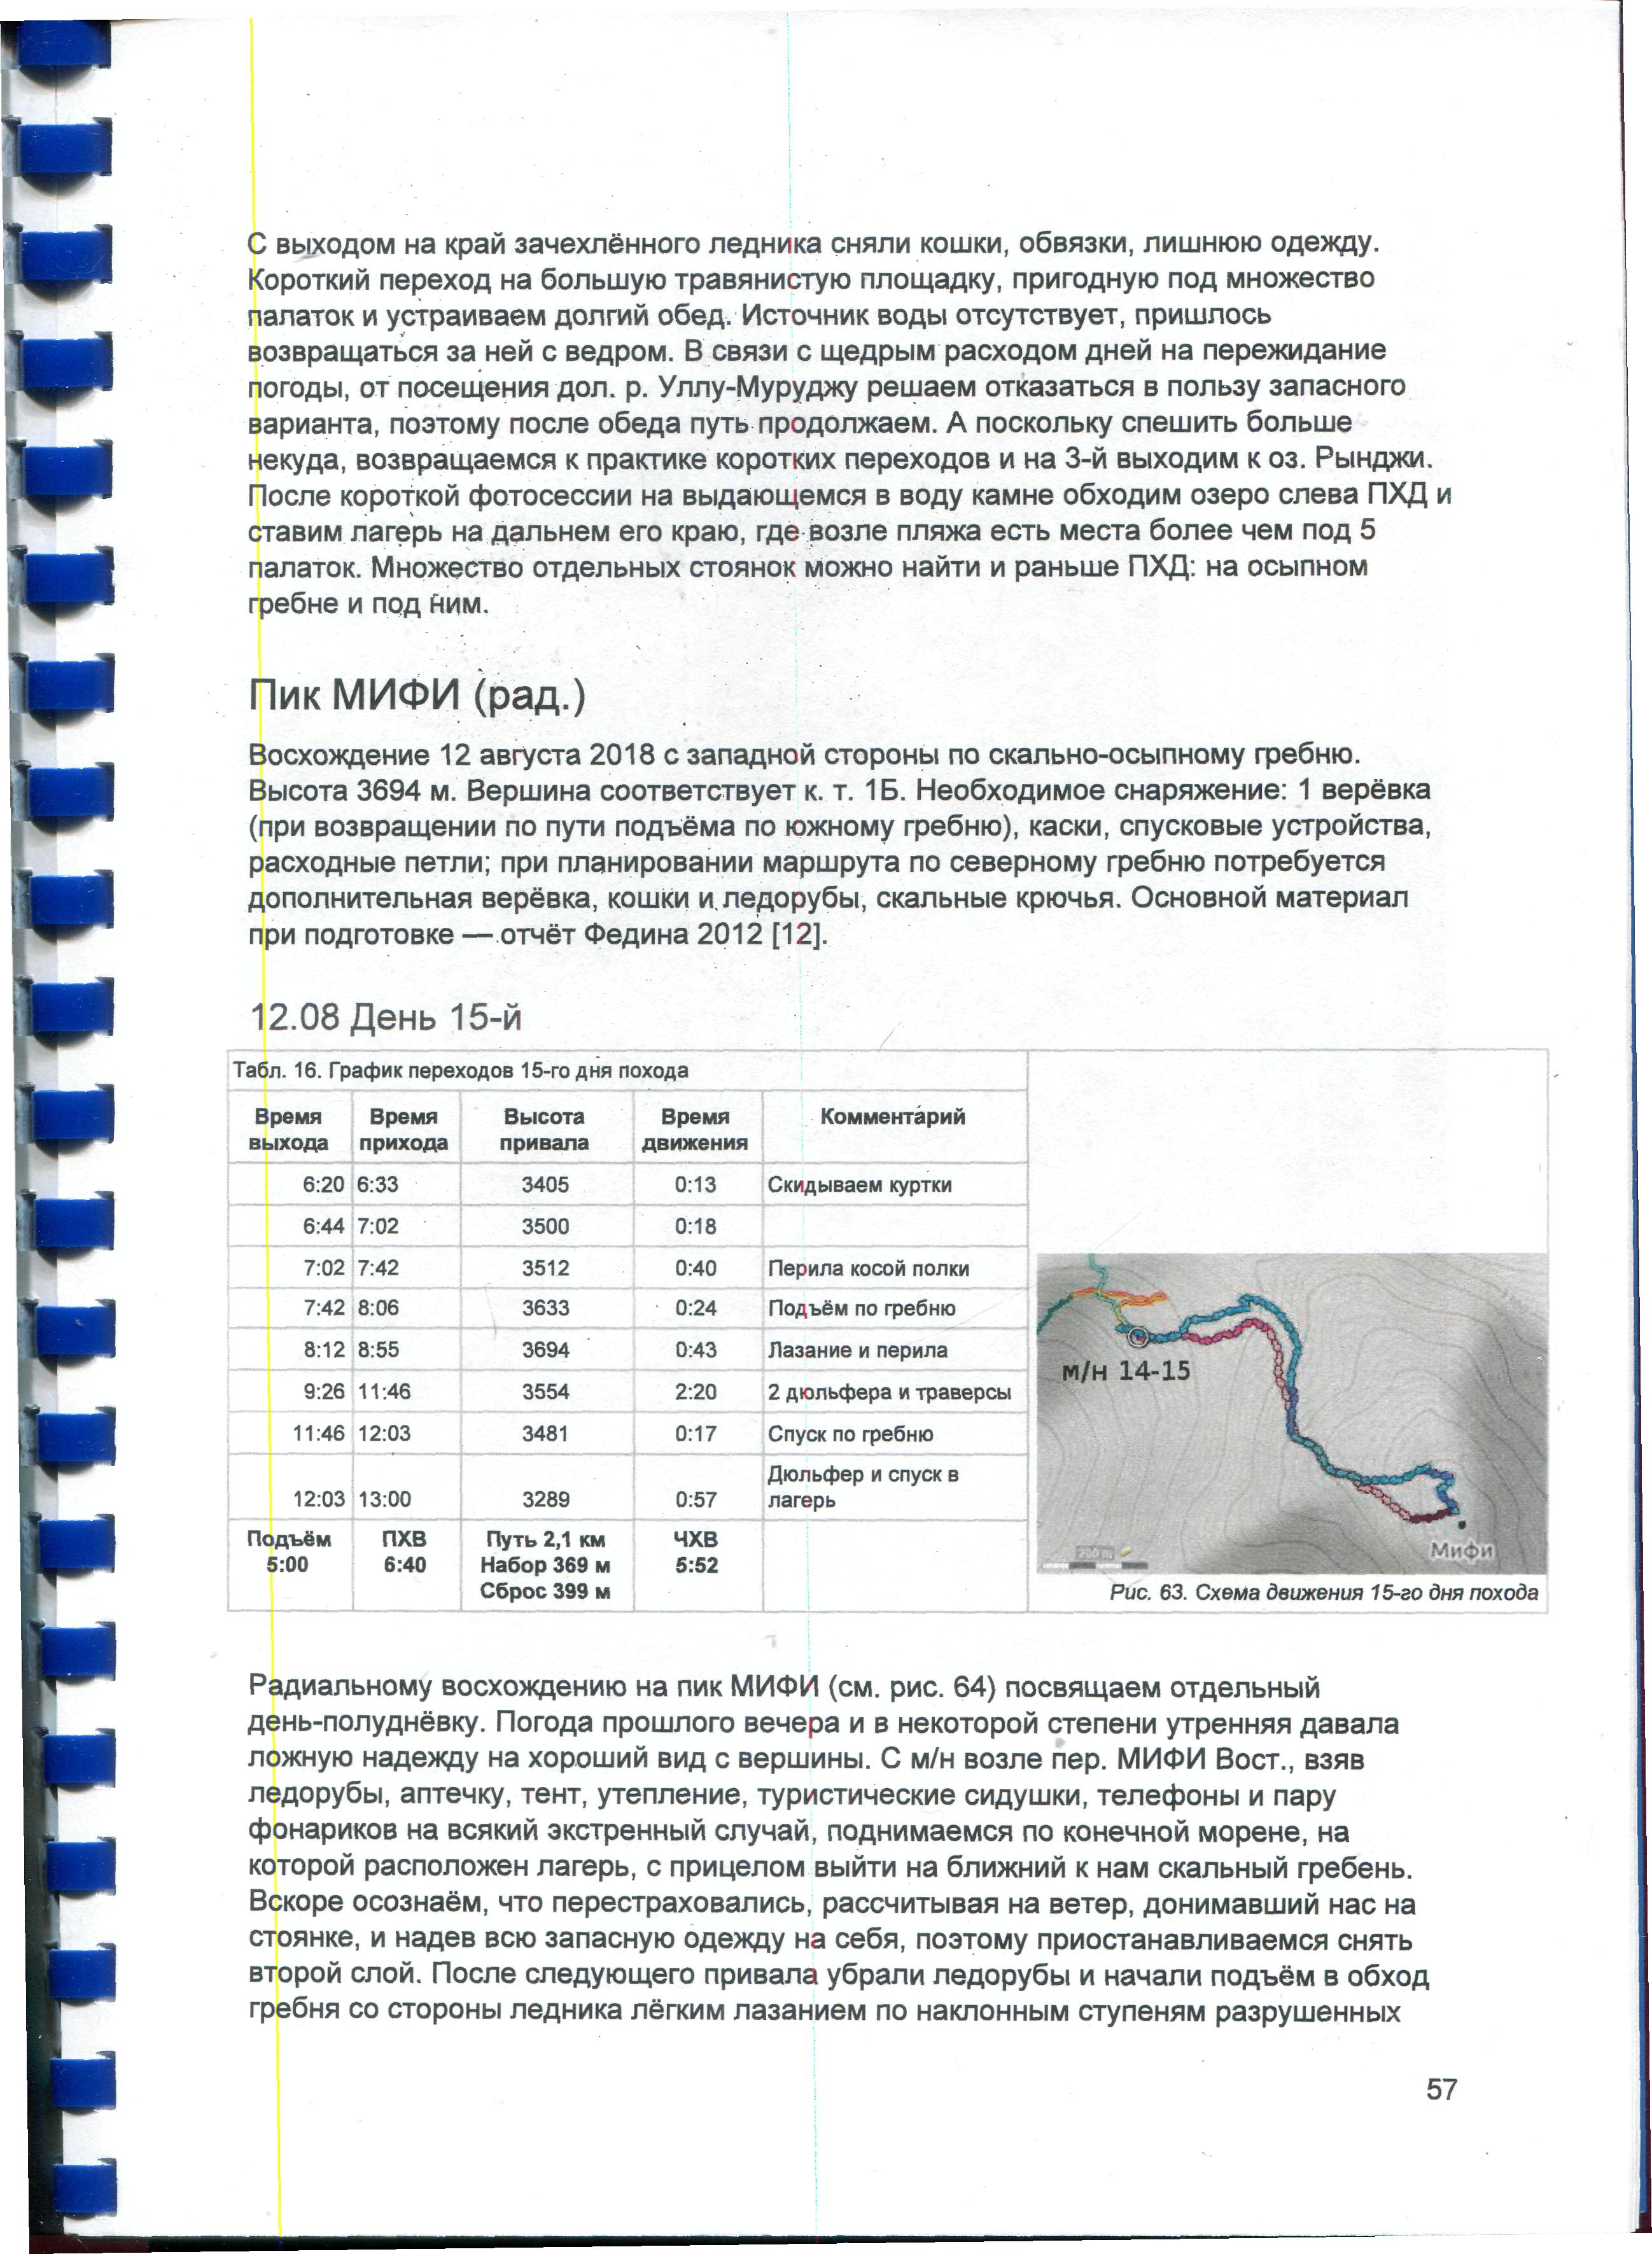 С выходом на край зачехлённого ледника сняли кошки, обвязки, лишнюю одежду.
Короткий переход на большую травянистую площадку, пригодную под множество
палаток и устраиваем долгий обед. Источник воды отсутствует, пришлось
возвращаться за ней с ведром. В связи с щедрым расходом дней на пережидание
погоды, от посещения дол. р. Уллу-Муруджу решаем отказаться в пользу запасного
варианта, поэтому после обеда путь продолжаем. А поскольку спешить больше
некуда, возвращаемся к практике коротких переходов и на 3-й выходим к оз. Рынджи.
После короткой фотосессии на выдающемся в воду камне обходим озеро слева ПХД и
ставим лагерь на дальнем его краю, где возле пляжа есть места более чем под 5
палаток. Множество отдельных стоянок можно найти и раньше ПХД: на осыпном
гребне и под ним.
Пик МИФИ (рад.)
Восхождение 12 августа 2018 с западной стороны по скально-осыпному гребню.
Высота 3694 м. Вершина соответствует к. т. 1Б. Необходимое снаряжение: 1 верёвка
(при возвращении по пути подъёма по южному гребню), каски, спусковые устройства,
расходные петли; при планировании маршрута по северному гребню потребуется
дополнительная верёвка, кошки и ледорубы, скальные крючья. Основной материал
при подготовке — отчёт Федина 2012 [12].
12.08 День 15-й
Табл. 16. График переходов 15-го дня похода
Время Время Высота Время Комментарий
выхода прихода привала движения
6:20 6:33 3405 0:13 Скидываем куртки
6:44 7:02 3500 0:18
7:02 7:42 3512 0:40 Перила косой полки
7:42 8:06 3633 0:24 Подъём по гребню
8:12 8:55 3694 0:43 Лазание и перила
9:26 11:46 3554 2:20 2 дюльфера и траверсы
11:46 12:03 3481 0:17 Спуск по гребню
Дюльфер и спуск в
12:03 13:00 3289 0:57 лагерь
Подъём ПХВ Путь 2,1 км ЧХВ
5:00 6:40 Набор 369 м 5:52
Сброс 399 м
м/н 14-15
200 m
Мифи
Рис. 63. Схема движения 15-го дня похода
Радиальному восхождению на пик МИФИ (см. рис. 64) посвящаем отдельный
день-полуднёвку. Погода прошлого вечера и в некоторой степени утренняя давала
ложную надежду на хороший вид с вершины. С м/н возле пер. МИФИ Вост., взяв
ледорубы, аптечку, тент, утепление, туристические сидушки, телефоны и пару
фонариков на всякий экстренный случай, поднимаемся по конечной морене, на
которой расположен лагерь, с прицелом выйти на ближний к нам скальный гребень.
Вскоре осознаём, что перестраховались, рассчитывая на ветер, донимавший нас на
стоянке, и надев всю запасную одежду на себя, поэтому приостанавливаемся снять
второй слой. После следующего привала убрали ледорубы и начали подъём в обход
гребня со стороны ледника лёгким лазанием по наклонным ступеням разрушенных
57